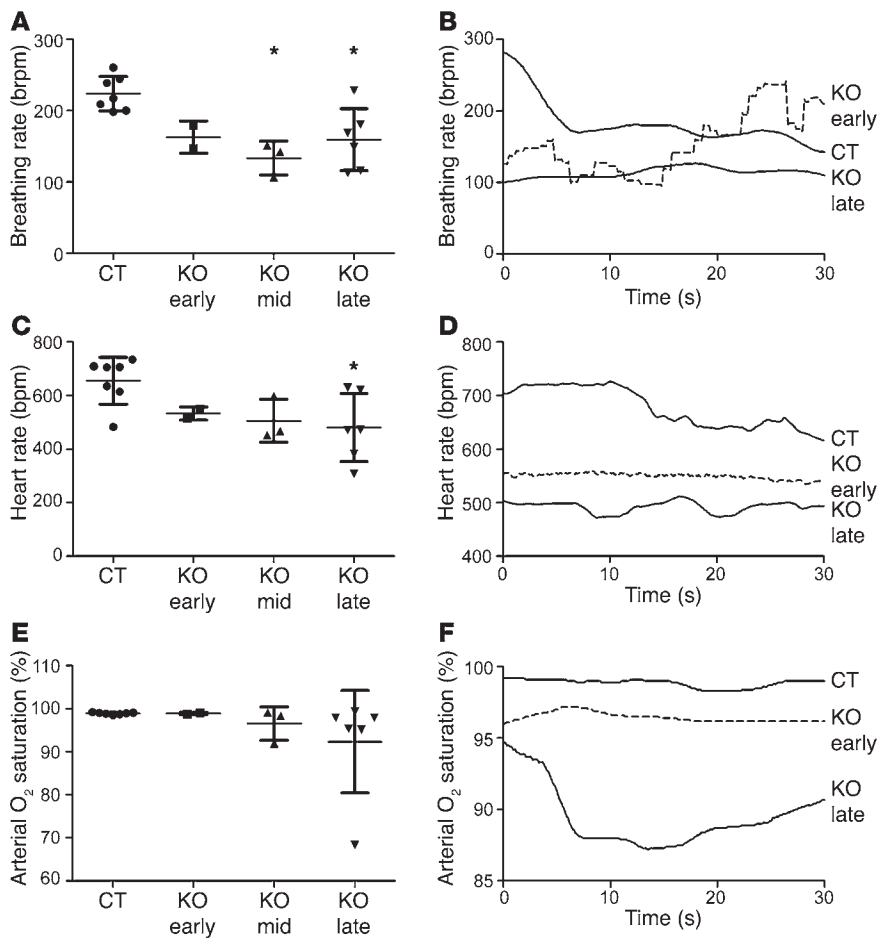 A
Breathing rate (brpm)
300
200
100
0
*
*
CT
KO
early
KO
mid
KO
late
B
Breathing rate (brpm)
300
200
100
0
0
10
20
30
Time (s)
KO
early
CT
KO
late
C
Heart rate (bpm)
800
600
400
200
0
*
CT
KO
early
KO
mid
KO
late
D
Heart rate (bpm)
800
700
600
500
400
0
10
20
30
Time (s)
CT
KO
early
KO
late
E
Arterial O2 saturation (%)
110
100
90
80
70
60
CT
KO
early
KO
mid
KO
late
F
Arterial O2 saturation (%)
100
95
90
85
0
10
20
30
Time (s)
CT
KO
early
KO
late